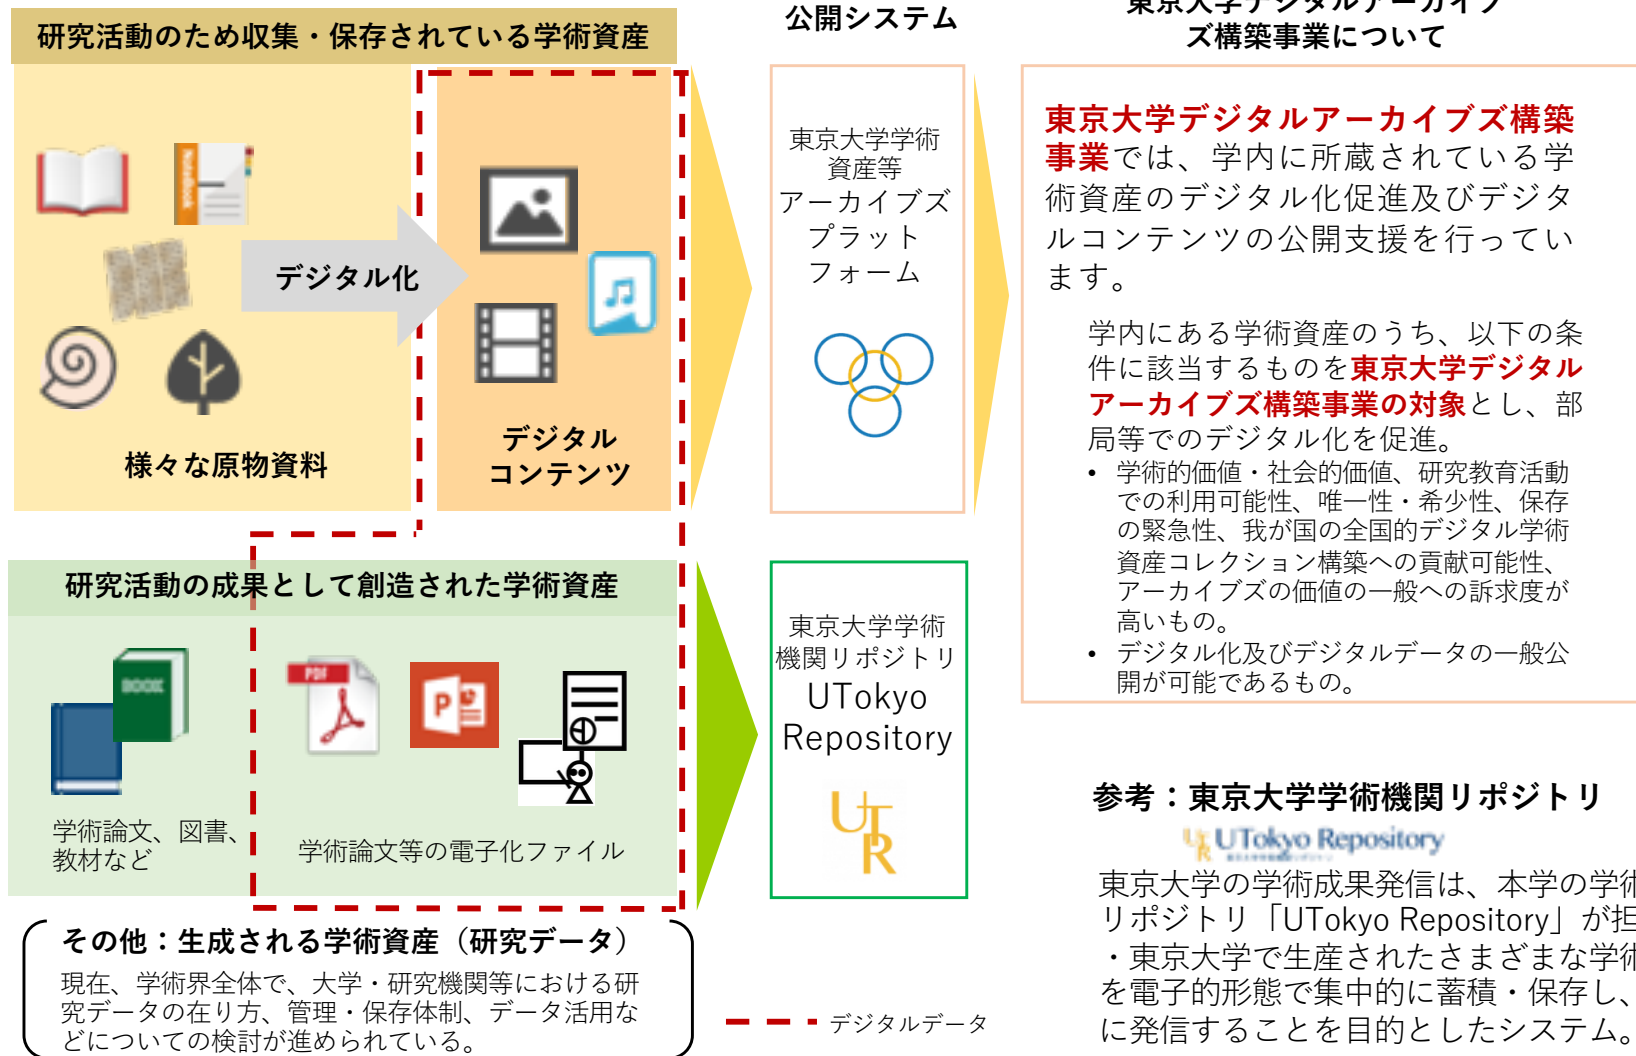 研究活動のため収集・保存されている学術資産
様々な原物資料
デジタル化
デジタル
コンテンツ
公開システム
東京大学学術
資産等
アーカイブズ
プラット
フォーム
東京大学デジタルアーカイブ
ズ構築事業について
東京大学デジタルアーカイブズ構築
事業では、学内に所蔵されている学
術資産のデジタル化促進及びデジタ
ルコンテンツの公開支援を行ってい
ます。
学内にある学術資産のうち、以下の条
件に該当するものを東京大学デジタル
アーカイブズ構築事業の対象とし、部
局等でのデジタル化を促進。
• 学術的価値・社会的価値、研究教育活動
での利用可能性、唯一性・希少性、保存
の緊急性、我が国の全国的デジタル学術
資産コレクション構築への貢献可能性、
アーカイブズの価値の一般への訴求度が
高いもの。
• デジタル化及びデジタルデータの一般公
開が可能であるもの。
研究活動の成果として創造された学術資産
BOOK
学術論文、図書、
教材など
PDF
P
学術論文等の電子化ファイル
東京大学学術
機関リポジトリ
UTokyo
Repository
UTR
その他：生成される学術資産（研究データ）
現在、学術界全体で、大学・研究機関等における研
究データの在り方、管理・保存体制、データ活用な
どについての検討が進められている。
デジタルデータ
参考：東京大学学術機関リポジトリ
UTokyo Repository
東京大学の学術成果発信は、本学の学術
リポジトリ「UTokyo Repository」が担
・東京大学で生産されたさまざまな学術
を電子的形態で集中的に蓄積・保存し、
に発信することを目的としたシステム。